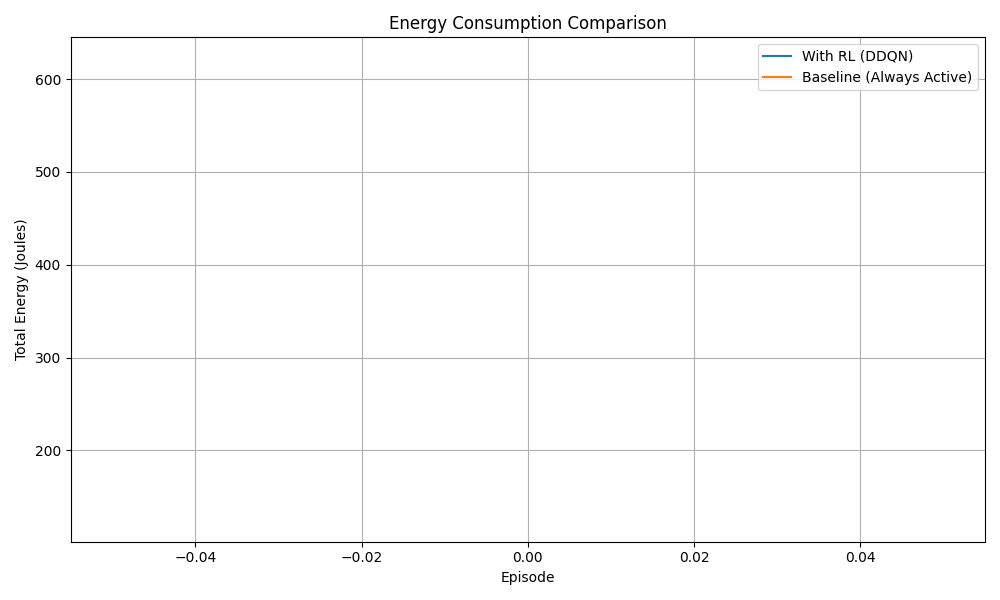 Energy Consumption Comparison
With RL (DDQN)
Baseline (Always Active)
Total Energy (Joules)
600
500
400
300
200
−0.04
−0.02
0.00
0.02
0.04
Episode